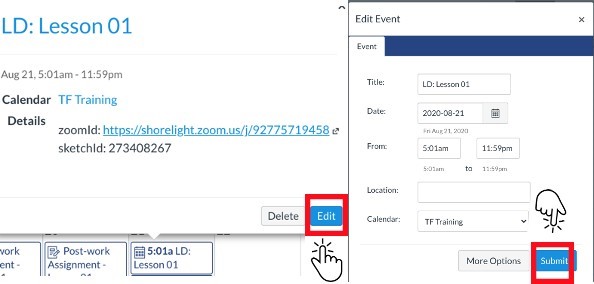 LD: Lesson 01
Aug 21, 5:01am - 11:59pm
Calendar TF Training
Details
zoomId: https://shorelight.zoom.us/j/92775719458
sketchId: 273408267
Delete Edit
work
ent -
01
Post-work
Assignment -
Lesson 01
5:01a LD:
Lesson 01
Edit Event ×
Event
Title: LD: Lesson 01
Date: 2020-08-21
Fri Aug 21, 2020
From: 5:01am 11:59pm
5:01am to 11:59pm
Location:
Calendar: TF Training
More Options Submit